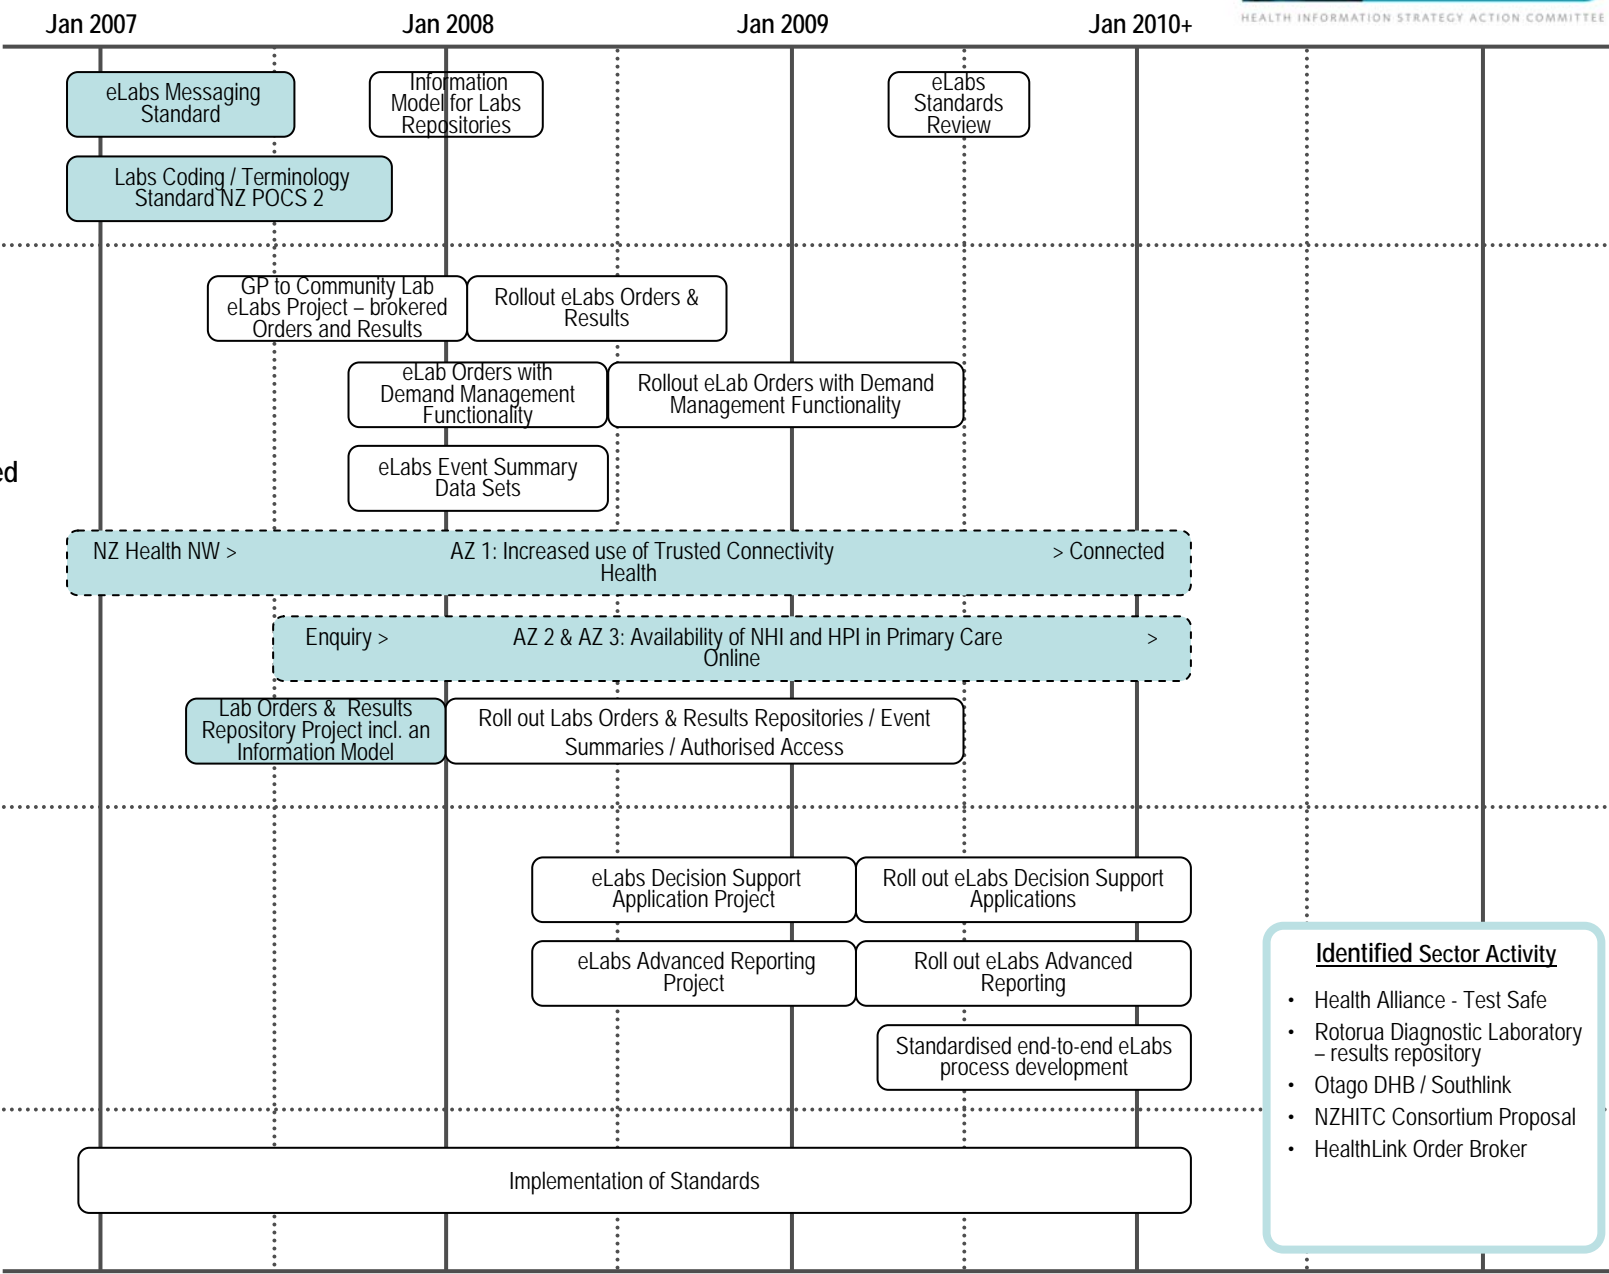 HEALTH INFORMATION STRATEGY ACTION COMMITTEE
Jan 2007
Jan 2008
Jan 2009
Jan 2010+
eLabs Messaging
Standard
Information
Model for Labs
Repositories
eLabs
Standards
Review
Labs Coding / Terminology
Standard NZ POCS 2
GP to Community Lab
eLabs Project – brokered
Orders and Results
Rollout eLabs Orders &
Results
eLab Orders with
Demand Management
Functionality
Rollout eLab Orders with Demand
Management Functionality
ed
eLabs Event Summary
Data Sets
NZ Health NW > AZ 1: Increased use of Trusted Connectivity > Connected
Health
Enquiry > AZ 2 & AZ 3: Availability of NHI and HPI in Primary Care >
Online
Lab Orders & Results
Repository Project incl. an
Information Model
Roll out Labs Orders & Results Repositories / Event
Summaries / Authorised Access
eLabs Decision Support
Application Project
Roll out eLabs Decision Support
Applications
eLabs Advanced Reporting
Project
Roll out eLabs Advanced
Reporting
Standardised end-to-end eLabs
process development
Implementation of Standards
Identified Sector Activity
• Health Alliance - Test Safe
• Rotorua Diagnostic Laboratory
– results repository
• Otago DHB / Southlink
• NZHITC Consortium Proposal
• HealthLink Order Broker